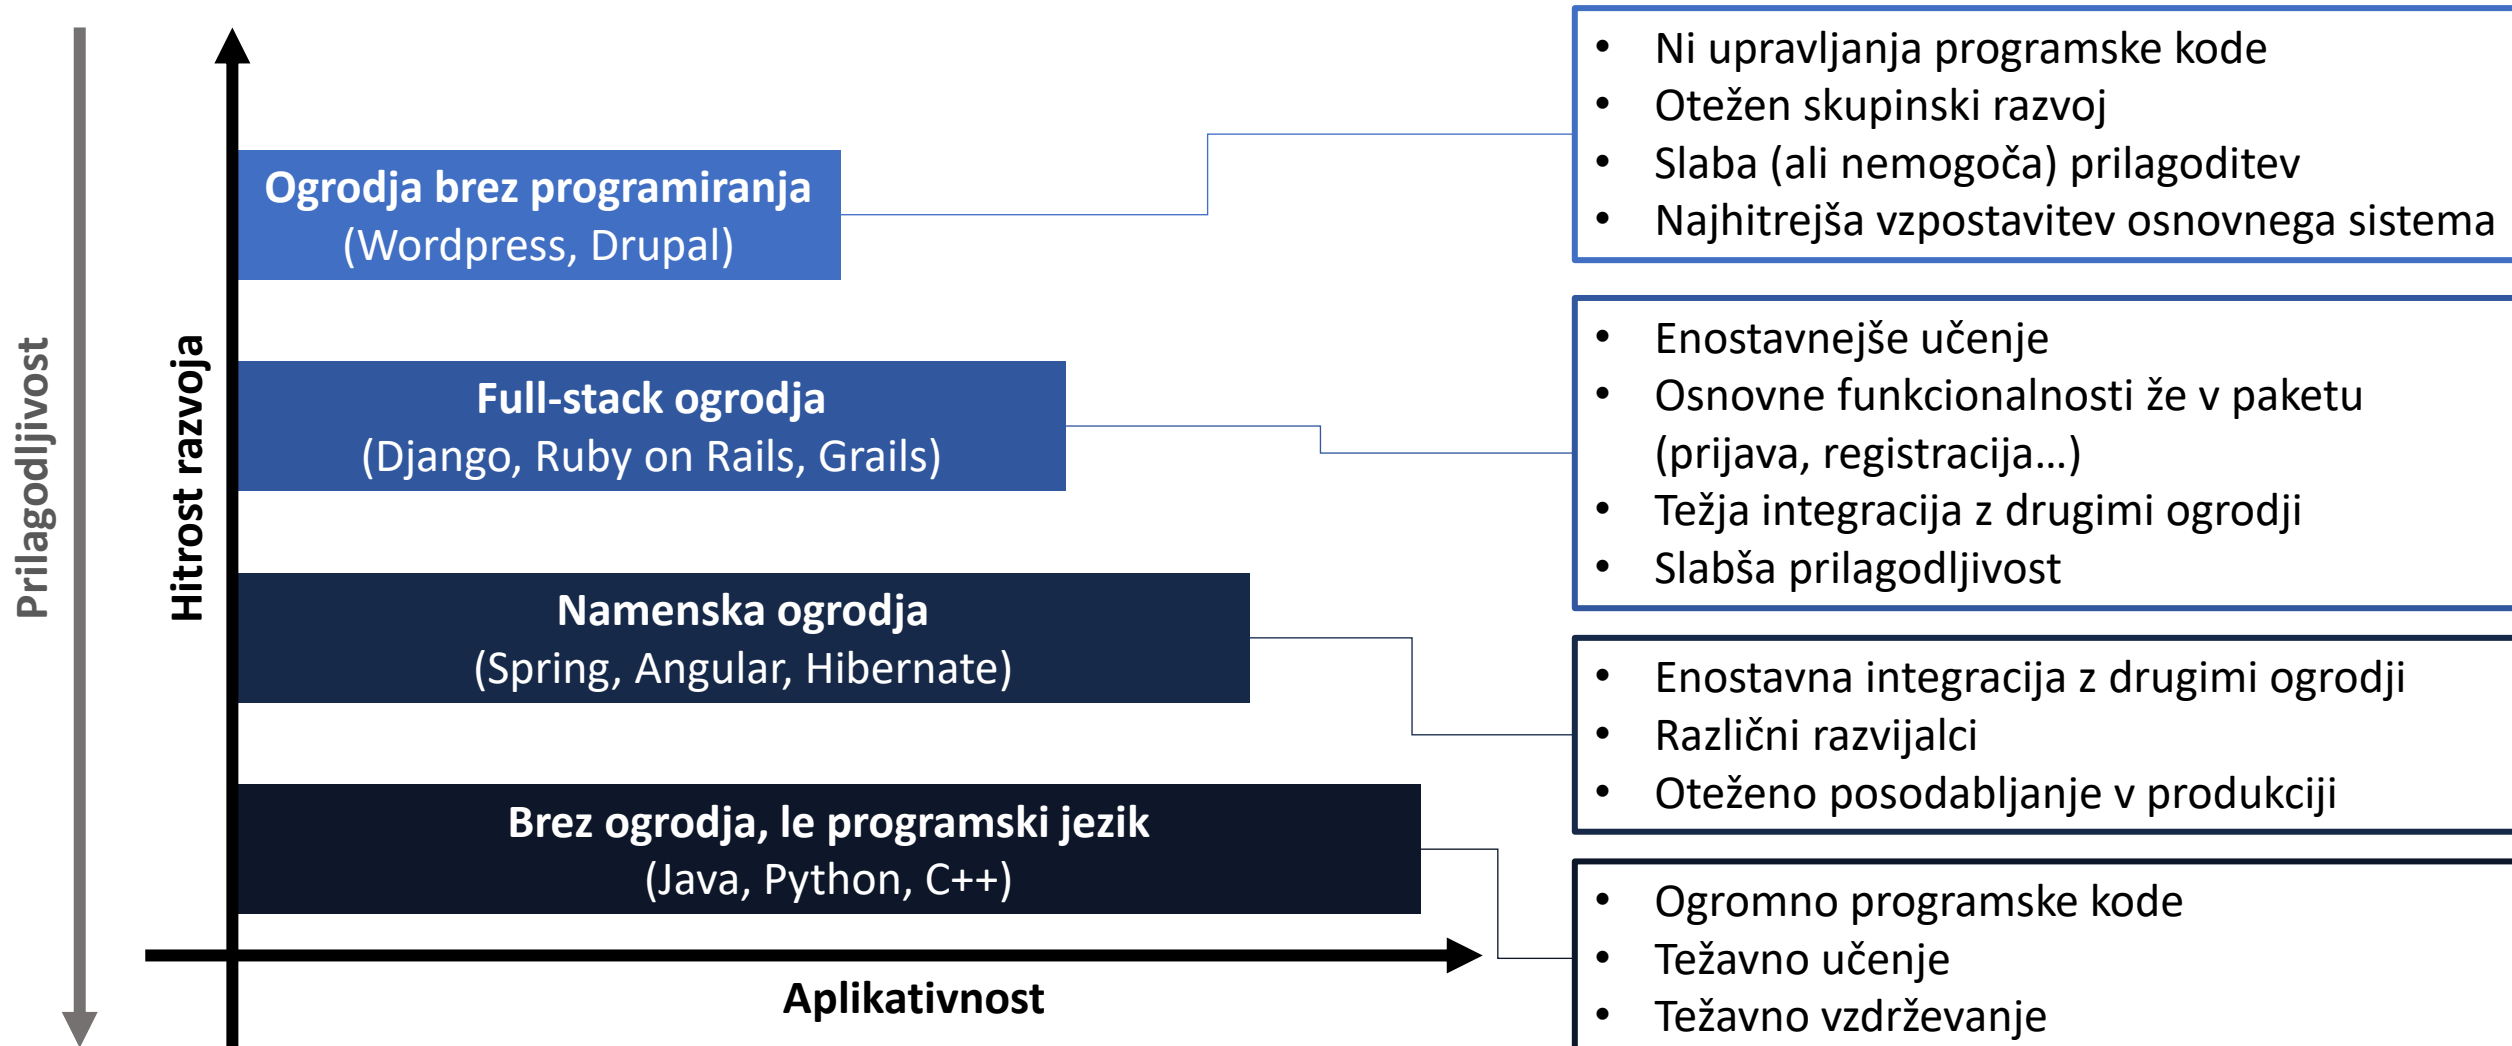 Prilagodljivost
Hitrost razvoja
Ogrodja brez programiranja
(Wordpress, Drupal)
• Ni upravljanja programske kode
• Otežen skupinski razvoj
• Slaba (ali nemogoča) prilagoditev
• Najhitrejša vzpostavitev osnovnega sistema
Full-stack ogrodja
(Django, Ruby on Rails, Grails)
• Enostavnejše učenje
• Osnovne funkcionalnosti že v paketu
(prijava, registracija…)
• Težja integracija z drugimi ogrodji
• Slabša prilagodljivost
Namenska ogrodja
(Spring, Angular, Hibernate)
• Enostavna integracija z drugimi ogrodji
• Različni razvijalci
• Oteženo posodabljanje v produkciji
Brez ogrodja, le programski jezik
(Java, Python, C++)
• Ogromno programske kode
• Težavno učenje
• Težavno vzdrževanje
Aplikativnost